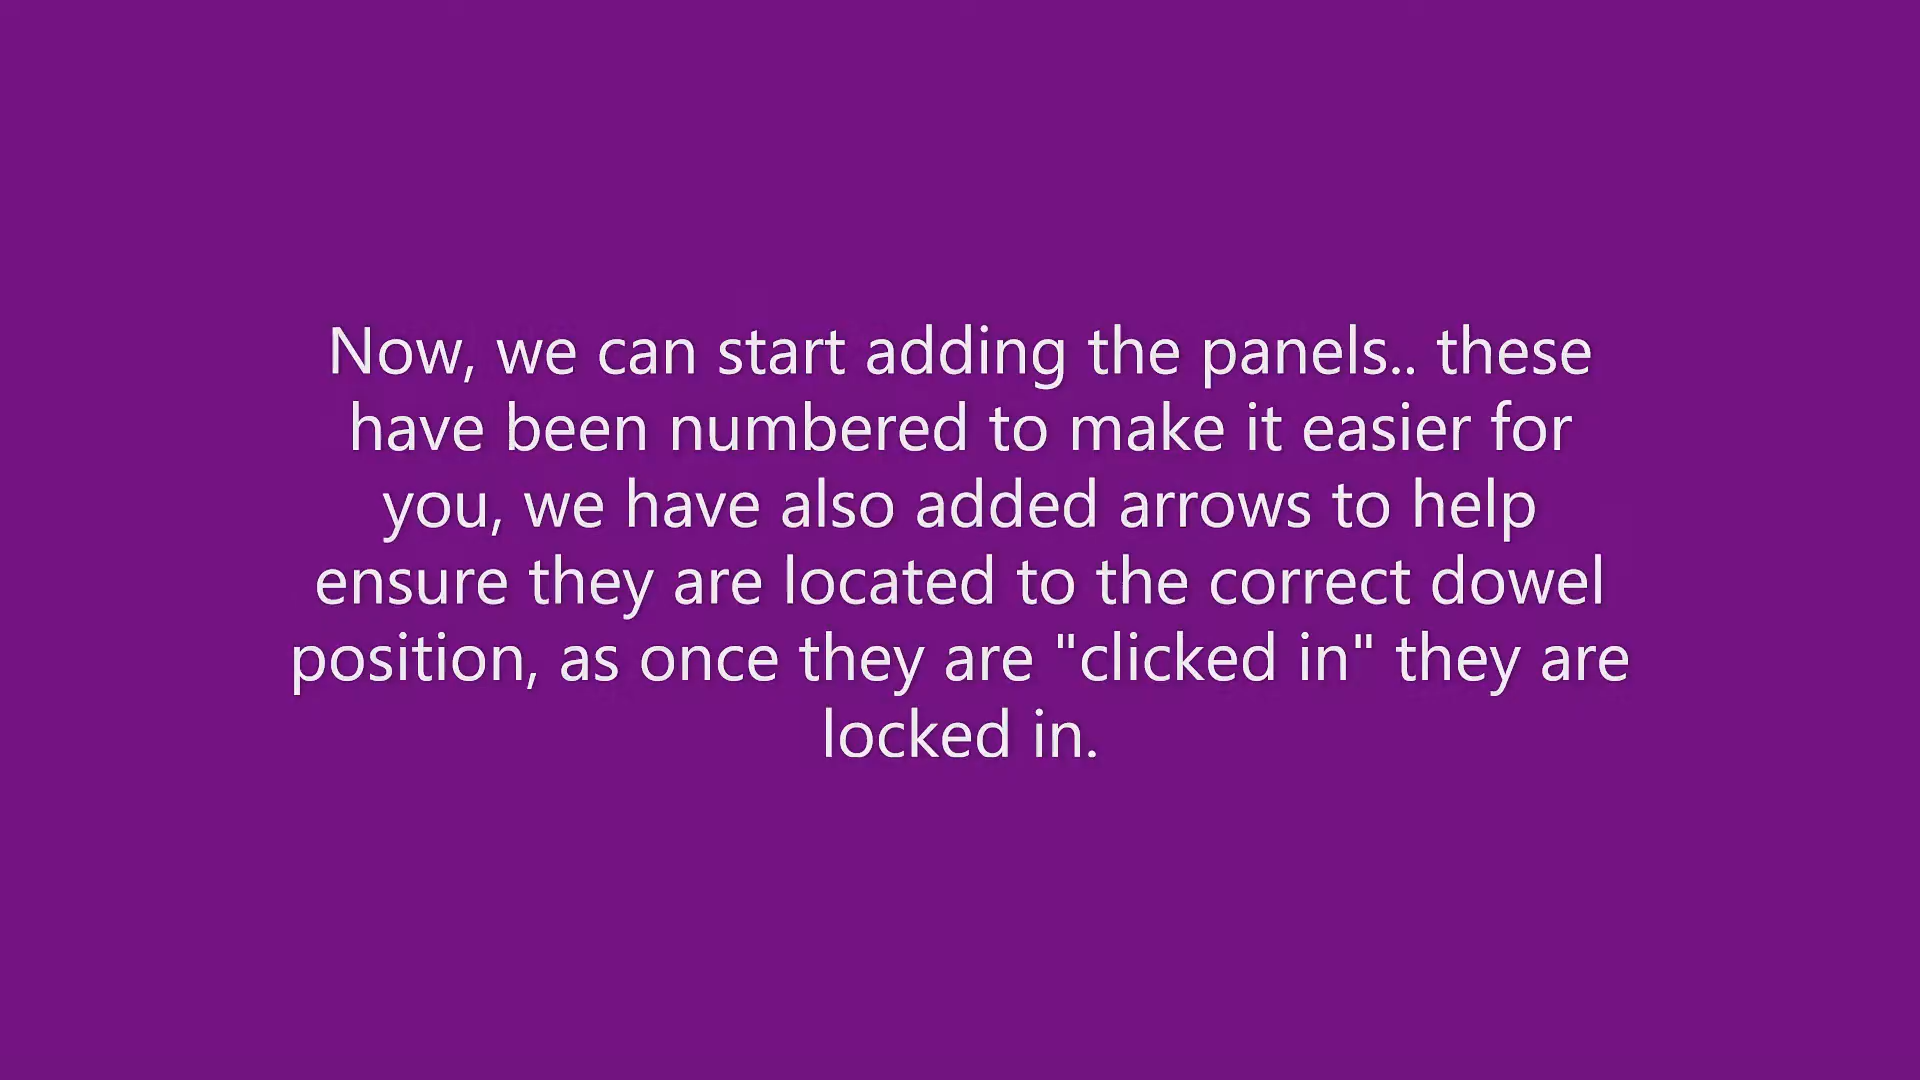 Now, we can start adding the panels.. these
have been numbered to make it easier for
you, we have also added arrows to help
ensure they are located to the correct dowel
position, as once they are "clicked in" they are
locked in.